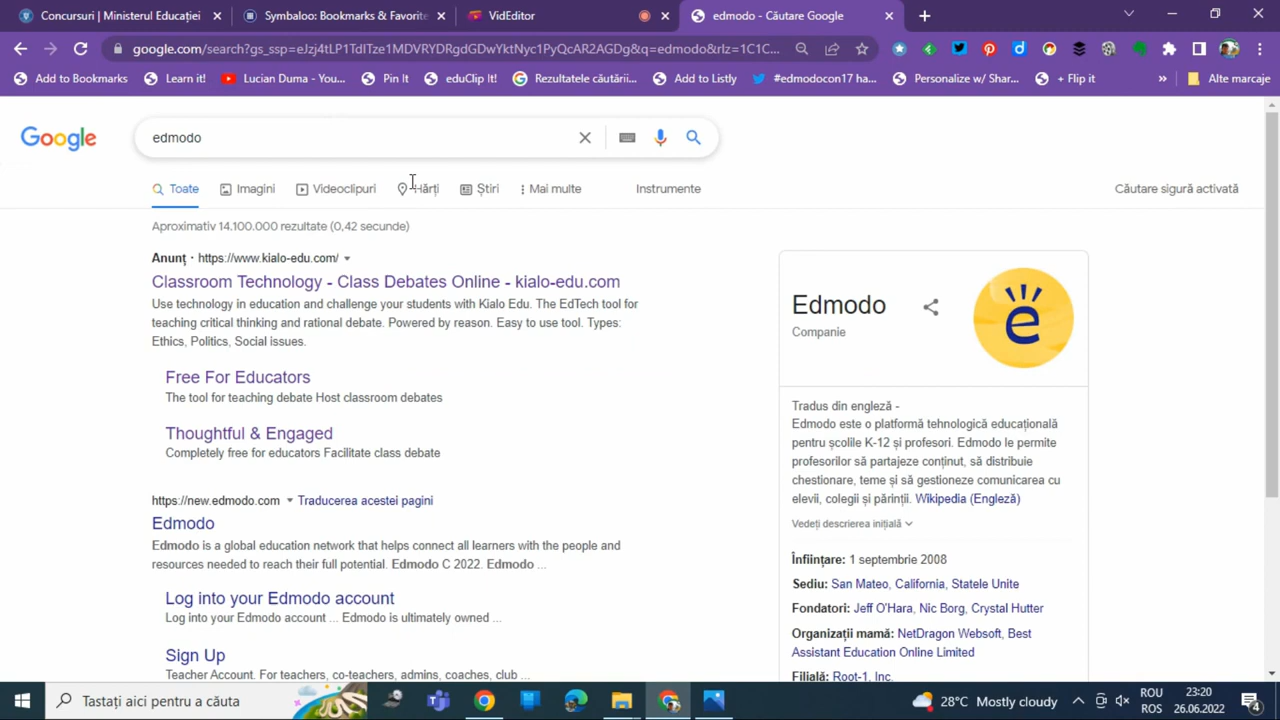 Concursuri | Ministerul Educației
Symbaloo: Bookmarks & Favorite
VidEditor
edmodo - Căutare Google
google.com/search?gs_ssp=eJzj4tLP1TdITze1MDVRYDRgdGDwYktNyc1PyQcAR2AGDg&q=edmodo&rlz=1C1C...
Add to Bookmarks
Learn it!
Lucian Duma - You...
Pin It
eduClip It!
Rezultatele căutării...
Add to Listly
#edmodocon17 ha...
Personalize w/ Shar...
+ Flip it
»
Alte marcaje
Google
edmodo
Toate
Imagini
Videoclipuri
Hărți
Știri
Mai multe
Instrumente
Căutare sigură activată
Aproximativ 14.100.000 rezultate (0,42 secunde)
Anunț · https://www.kialo-edu.com/
Classroom Technology - Class Debates Online - kialo-edu.com
Use technology in education and challenge your students with Kialo Edu. The EdTech tool for
teaching critical thinking and rational debate. Powered by reason. Easy to use tool. Types:
Ethics, Politics, Social issues.
Free For Educators
The tool for teaching debate Host classroom debates
Thoughtful & Engaged
Completely free for educators Facilitate class debate
https://new.edmodo.com Traducerea acestei pagini
Edmodo
Edmodo is a global education network that helps connect all learners with the people and
resources needed to reach their full potential. Edmodo C 2022. Edmodo ...
Log into your Edmodo account
Log into your Edmodo account ... Edmodo is ultimately owned ...
Sign Up
Teacher Account. For teachers, co-teachers, admins, coaches, club ...
Edmodo
Companie
e
Tradus din engleză -
Edmodo este o platformă tehnologică educațională
pentru școlile K-12 și profesori. Edmodo le permite
profesorilor să partajeze conținut, să distribuie
chestionare, teme și să gestioneze comunicarea cu
elevii, colegii și părinții. Wikipedia (Engleză)
Vedeți descrierea inițială
Înființare: 1 septembrie 2008
Sediu: San Mateo, California, Statele Unite
Fondatori: Jeff O'Hara, Nic Borg, Crystal Hutter
Organizații mamă: NetDragon Websoft, Best
Assistant Education Online Limited
Filială: Root-1, Inc.
Tastați aici pentru a căuta
28°C Mostly cloudy
ROU
ROS
23:20
26.06.2022
4